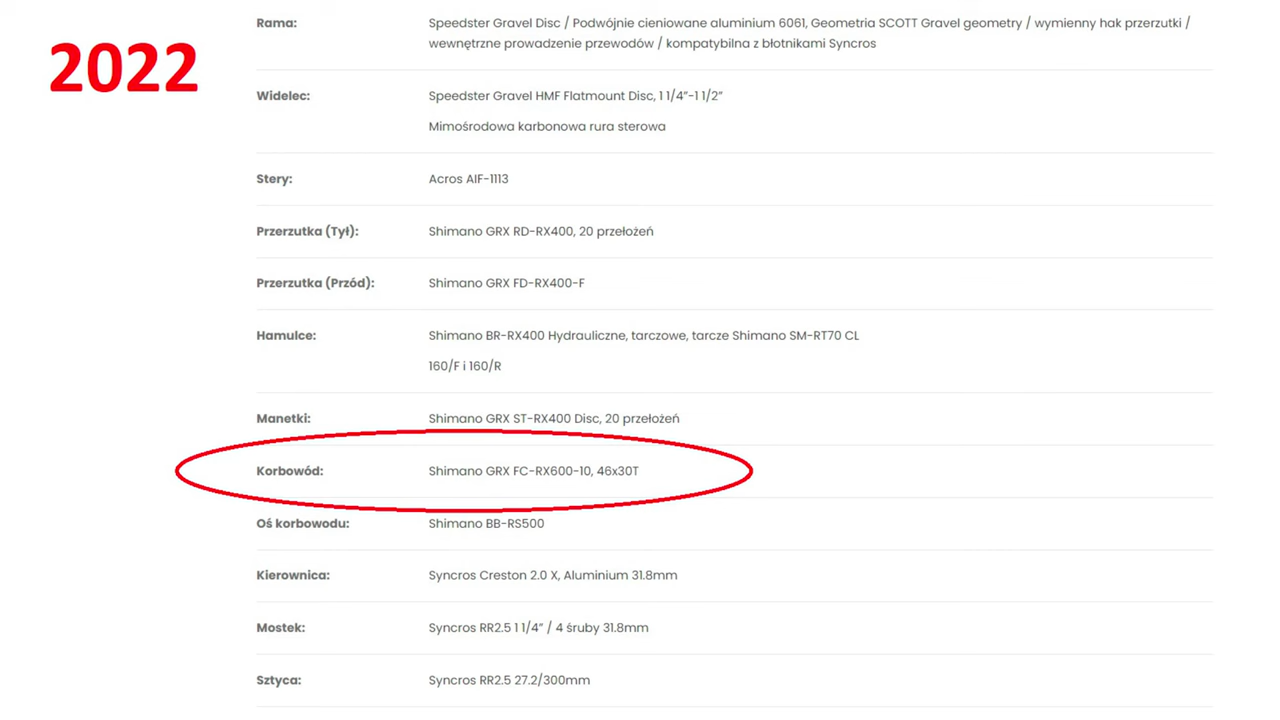 2022
Rama: Speedster Gravel Disc / Podwójnie cieniowane aluminium 6061, Geometria SCOTT Gravel geometry / wymienny hak przerzutki /
wewnętrzne prowadzenie przewodów / kompatybilna z błotnikami Syncros
Widelec: Speedster Gravel HMF Flatmount Disc, 1 1/4”-1 1/2”
Mimośrodowa karbonowa rura sterowa
Stery: Acros AIF-1113
Przerzutka (Tył): Shimano GRX RD-RX400, 20 przełożeń
Przerzutka (Przód): Shimano GRX FD-RX400-F
Hamulce: Shimano BR-RX400 Hydrauliczne, tarczowe, tarcze Shimano SM-RT70 CL
160/F i 160/R
Manetki: Shimano GRX ST-RX400 Disc, 20 przełożeń
Korbowód: Shimano GRX FC-RX600-10, 46x30T
Oś korbowodu: Shimano BB-RS500
Kierownica: Syncros Creston 2.0 X, Aluminium 31.8mm
Mostek: Syncros RR2.5 1 1/4” / 4 śruby 31.8mm
Sztyca: Syncros RR2.5 27.2/300mm